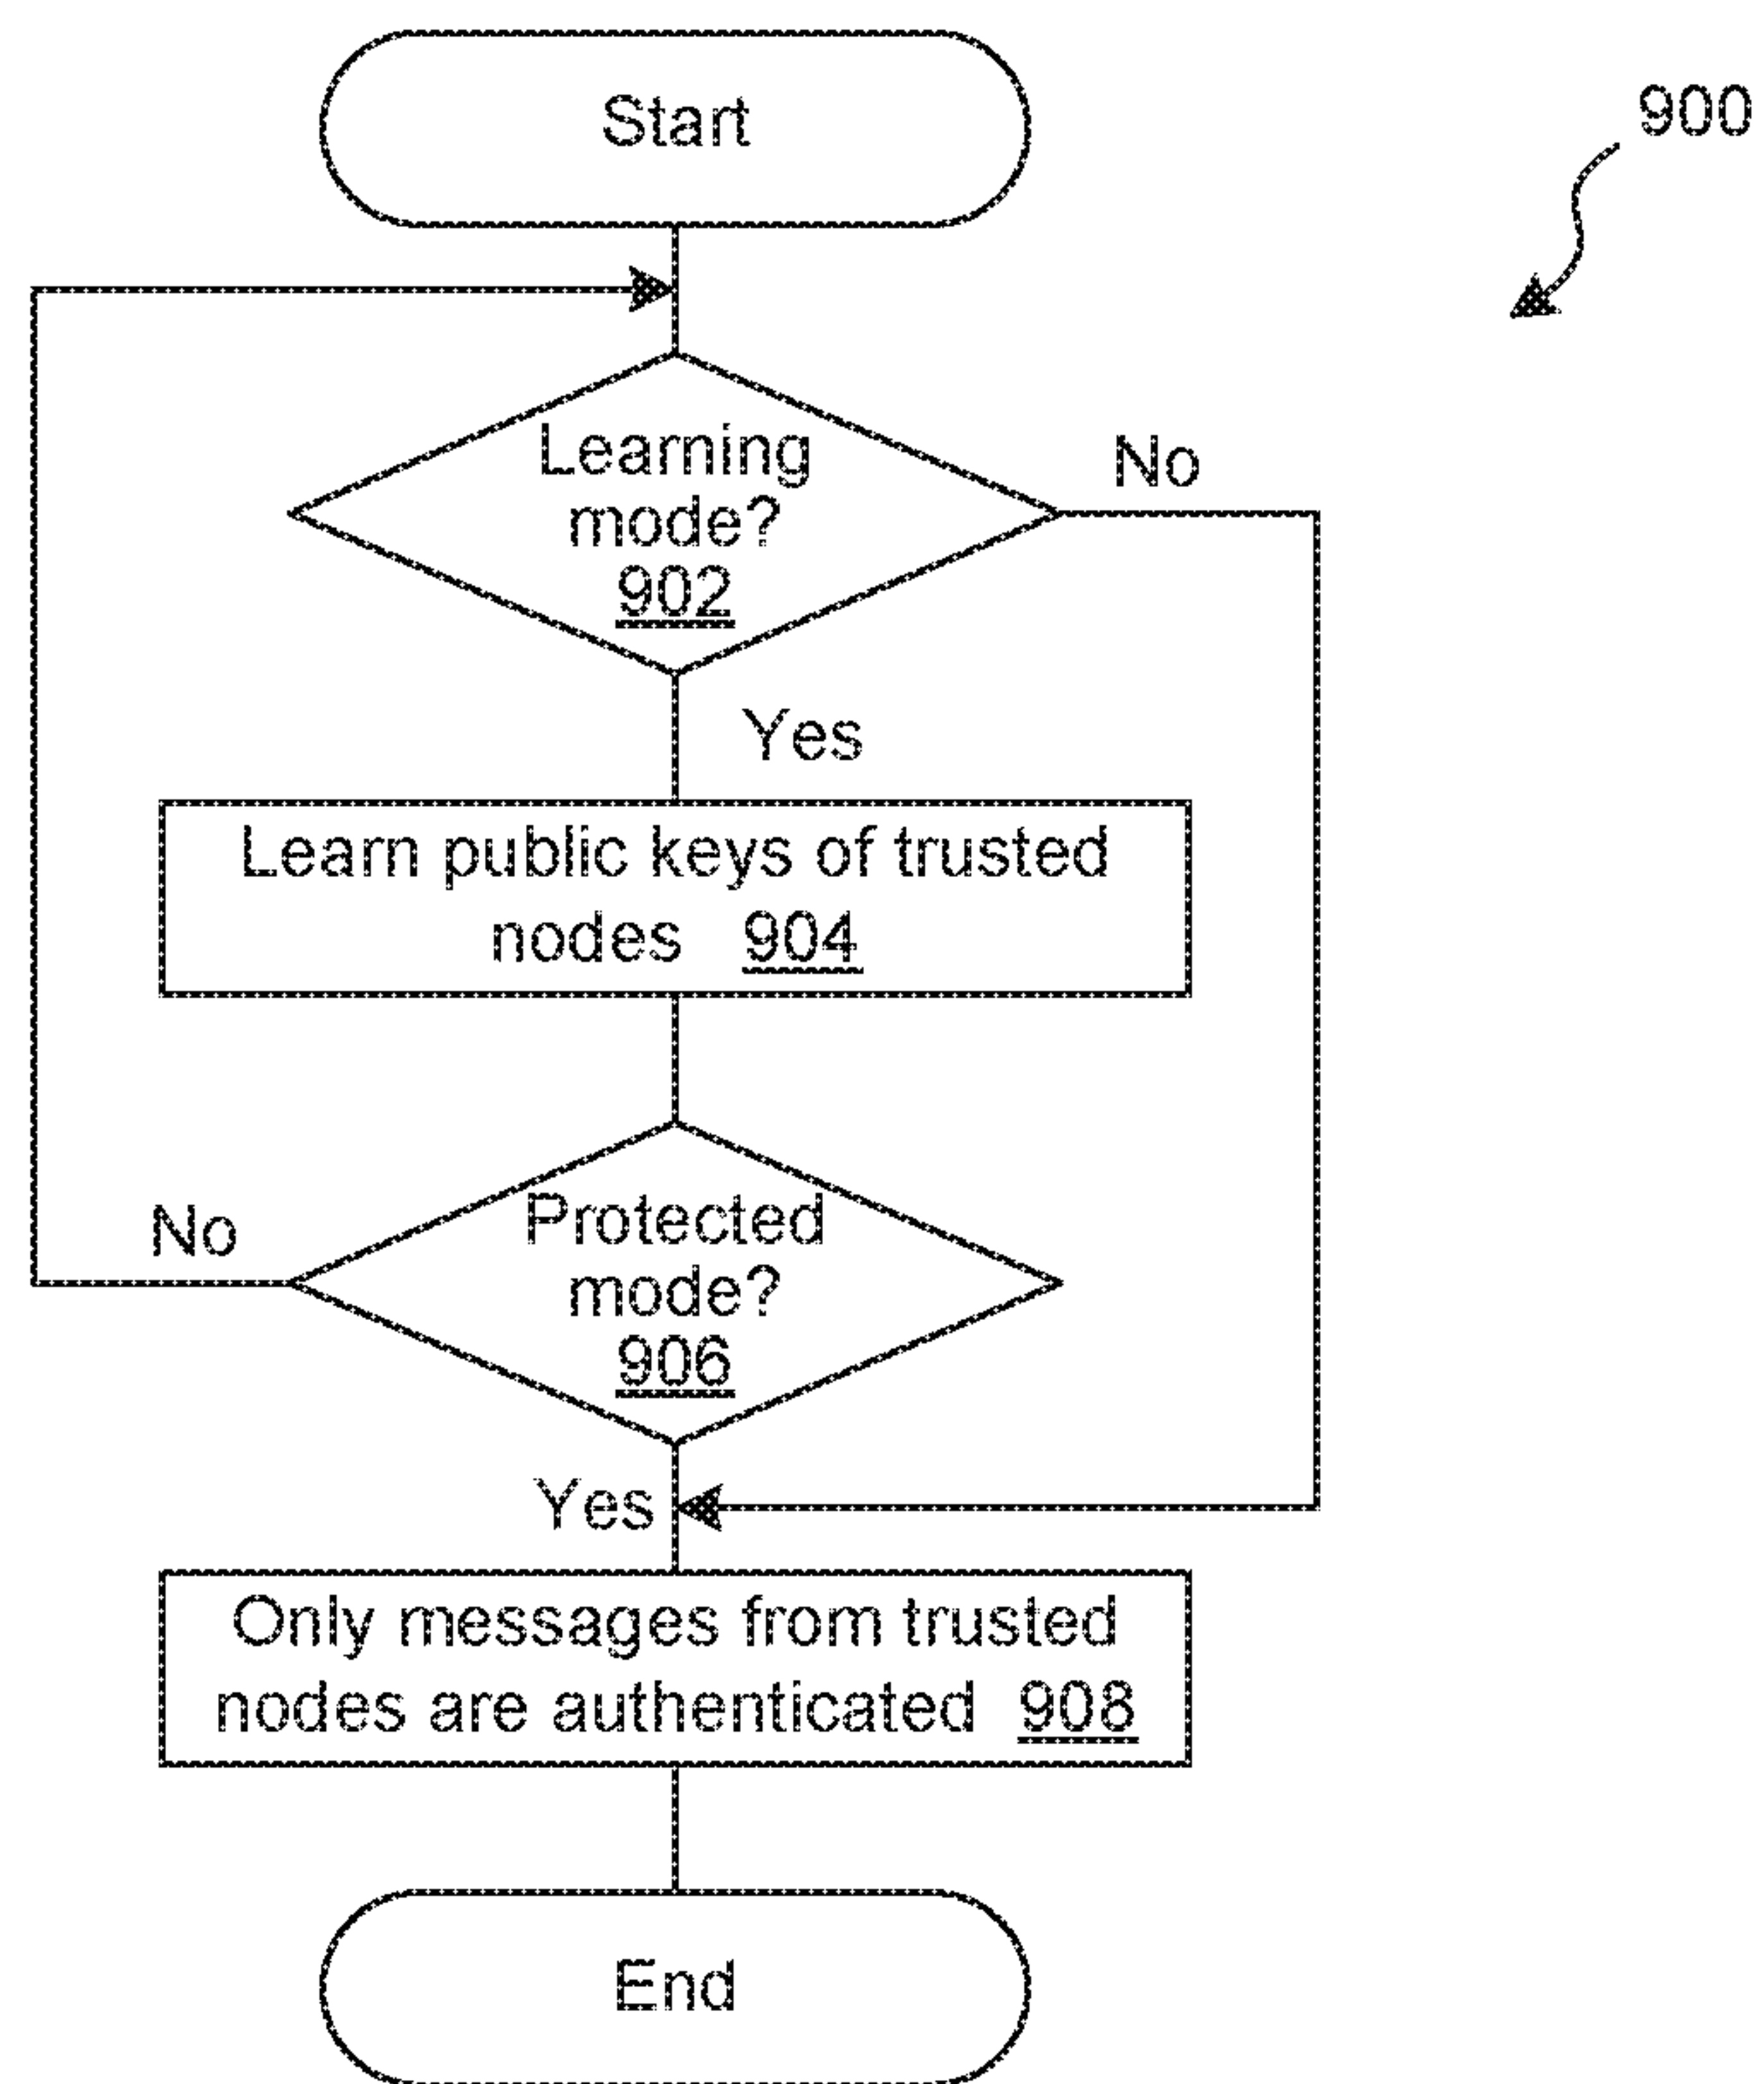 Start
900
Learning
mode?
902
No
Yes
Learn public keys of trusted
nodes 904
Protected
mode?
906
No
Yes
Only messages from trusted
nodes are authenticated 908
End